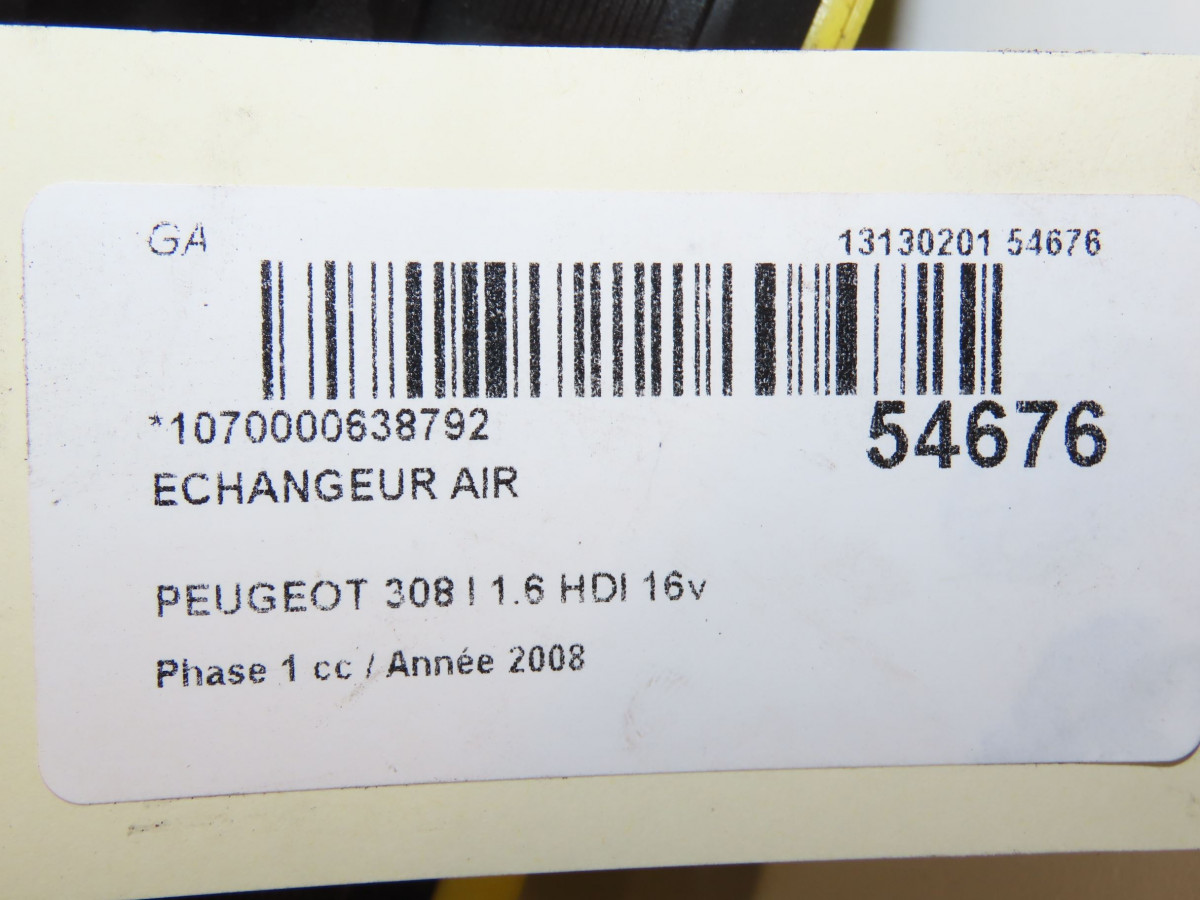 GA
13130201 54676
*1070000638792
54676
ECHANGEUR AIR
PEUGEOT 308 I 1.6 HDI 16v
Phase 1 cc / Année 2008